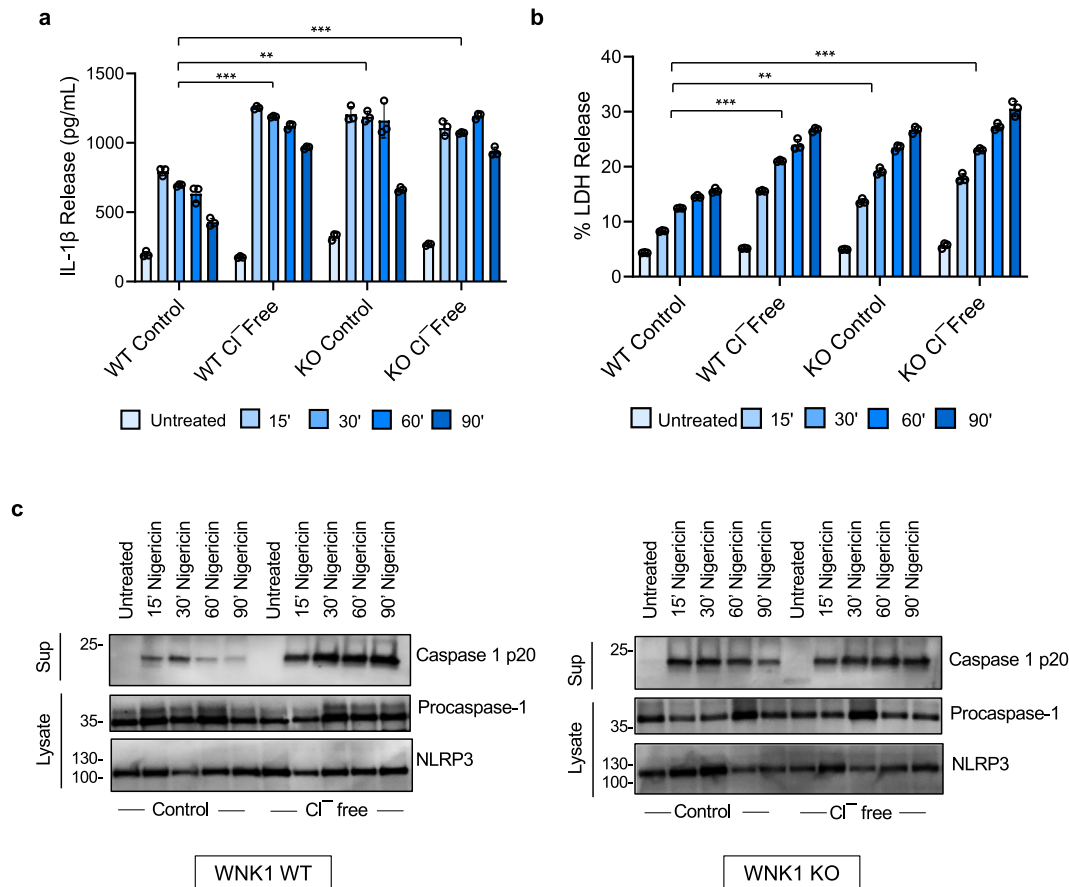 a
***
**
***
IL-1β Release (pg/mL)
1500
1000
500
0
WT Control
WT Cl⁻ Free
KO Control
KO Cl⁻ Free
Untreated 15' 30' 60' 90'
b
***
**
***
% LDH Release
40
30
20
10
0
WT Control
WT Cl⁻ Free
KO Control
KO Cl⁻ Free
Untreated 15' 30' 60' 90'
c
Untreated
15' Nigericin
30' Nigericin
60' Nigericin
90' Nigericin
Untreated
15' Nigericin
30' Nigericin
60' Nigericin
90' Nigericin
Sup
25-
Caspase 1 p20
Lysate
35-
Procaspase-1
130-
100-
NLRP3
Control
Cl⁻ free
WNK1 WT
Untreated
15' Nigericin
30' Nigericin
60' Nigericin
90' Nigericin
Untreated
15' Nigericin
30' Nigericin
60' Nigericin
90' Nigericin
Sup
25-
Caspase 1 p20
Lysate
35-
Procaspase-1
130-
100-
NLRP3
Control
Cl⁻ free
WNK1 KO